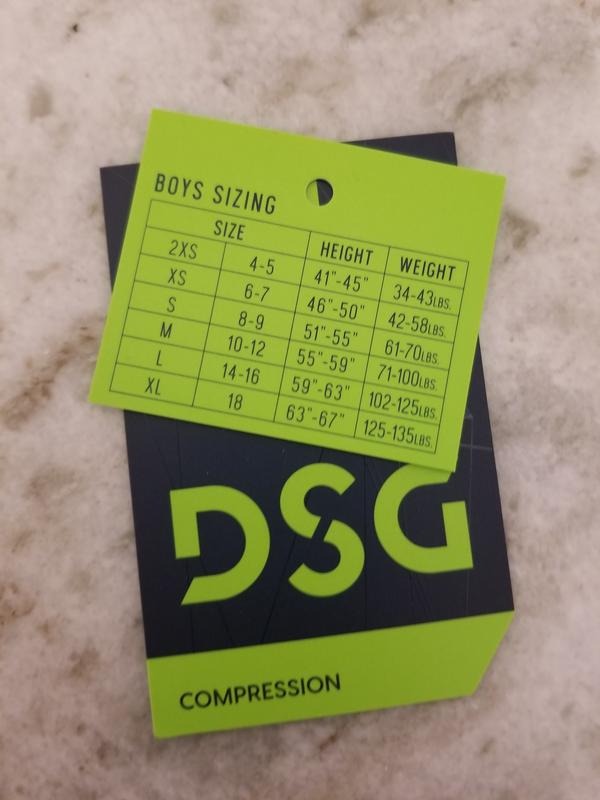 BOYS SIZING
SIZE HEIGHT WEIGHT
2XS 4-5 41"-45" 34-43LBS.
XS 6-7 46"-50" 42-58LBS.
S 8-9 51"-55" 61-70LBS.
M 10-12 55"-59" 71-100LBS.
L 14-16 59"-63" 102-125LBS.
XL 18 63"-67" 125-135LBS.
DSG
COMPRESSION